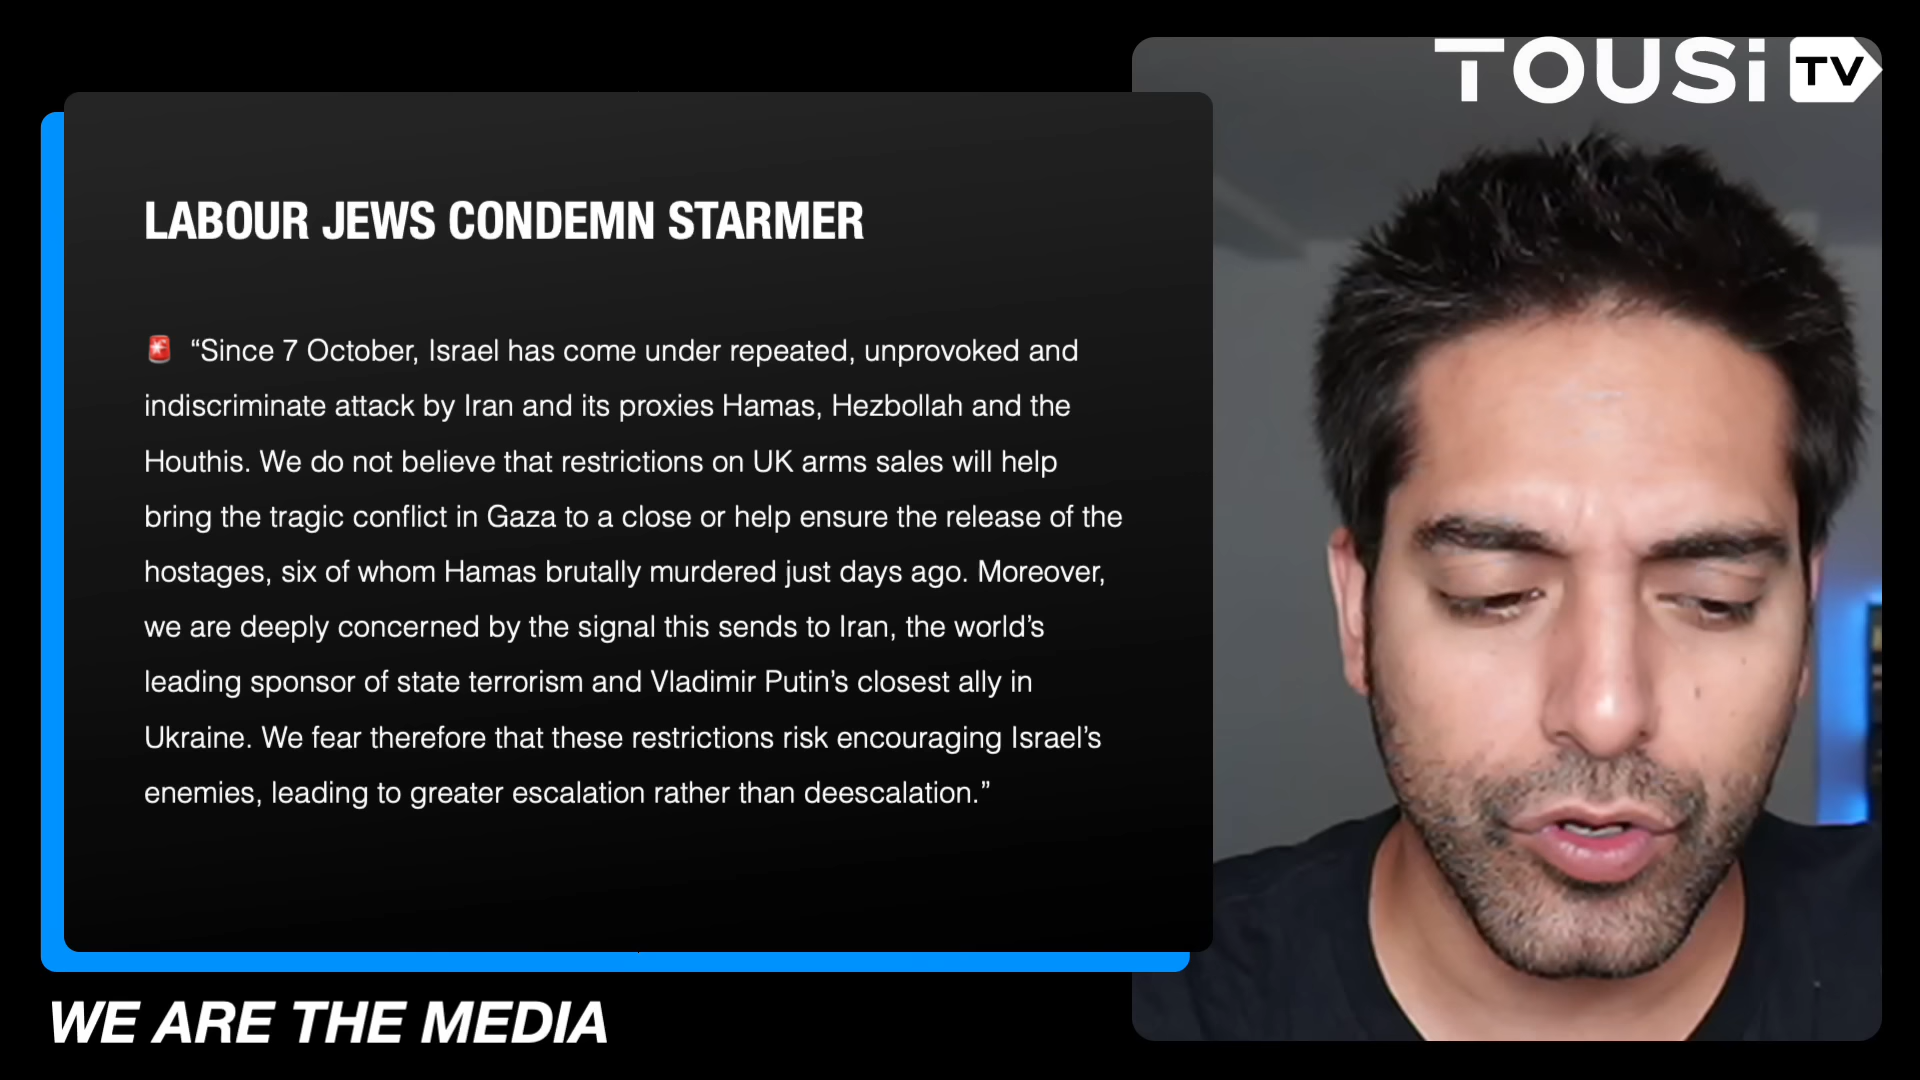 TOUSi TV
LABOUR JEWS CONDEMN STARMER
🚨 “Since 7 October, Israel has come under repeated, unprovoked and
indiscriminate attack by Iran and its proxies Hamas, Hezbollah and the
Houthis. We do not believe that restrictions on UK arms sales will help
bring the tragic conflict in Gaza to a close or help ensure the release of the
hostages, six of whom Hamas brutally murdered just days ago. Moreover,
we are deeply concerned by the signal this sends to Iran, the world’s
leading sponsor of state terrorism and Vladimir Putin’s closest ally in
Ukraine. We fear therefore that these restrictions risk encouraging Israel’s
enemies, leading to greater escalation rather than deescalation.”
WE ARE THE MEDIA